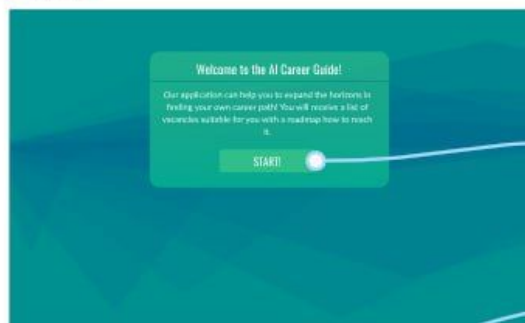 Welcome to the AI Career Guide!
Our application can help you to expand the horizons in
finding your own career path! You will receive a list of
vacancies suitable for you with a roadmap how to reach
it.
START!